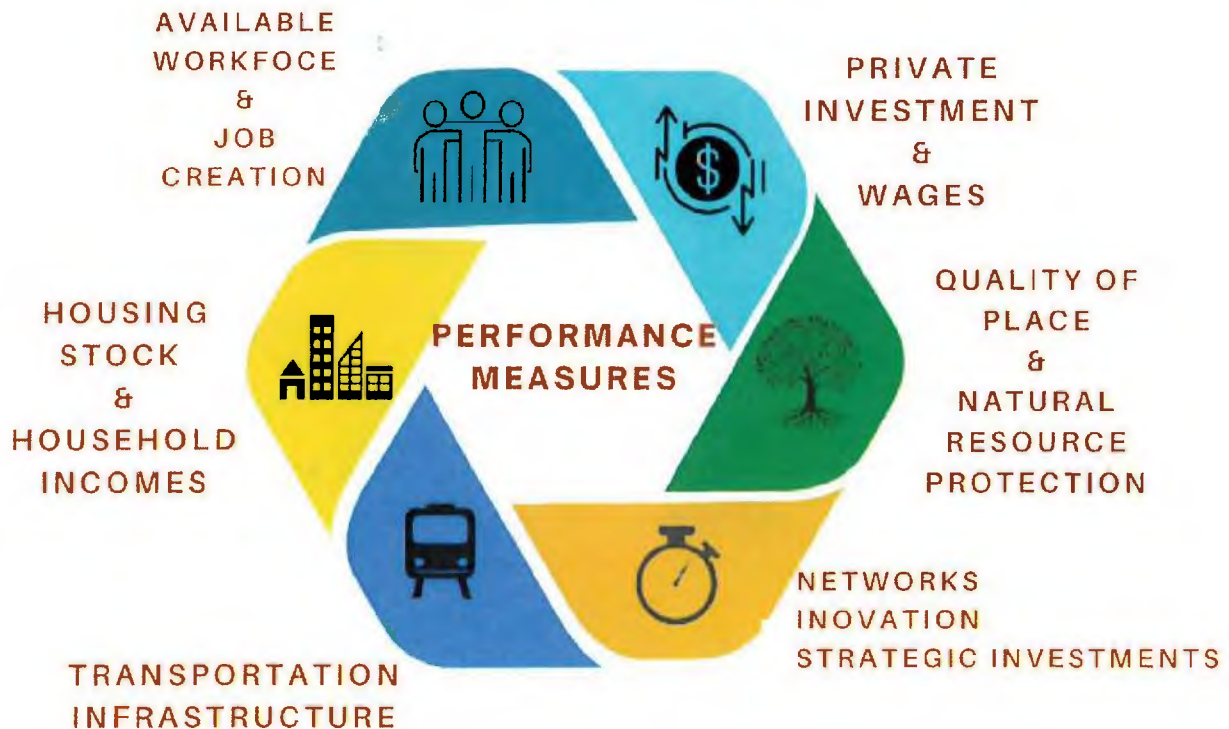 AVAILABLE
WORKFOCE
&
JOB
CREATION
PRIVATE
INVESTMENT
&
WAGES
QUALITY OF
PLACE
&
NATURAL
RESOURCE
PROTECTION
NETWORKS
INOVATION
STRATEGIC INVESTMENTS
TRANSPORTATION
INFRASTRUCTURE
HOUSING
STOCK
&
HOUSEHOLD
INCOMES
PERFORMANCE
MEASURES
$